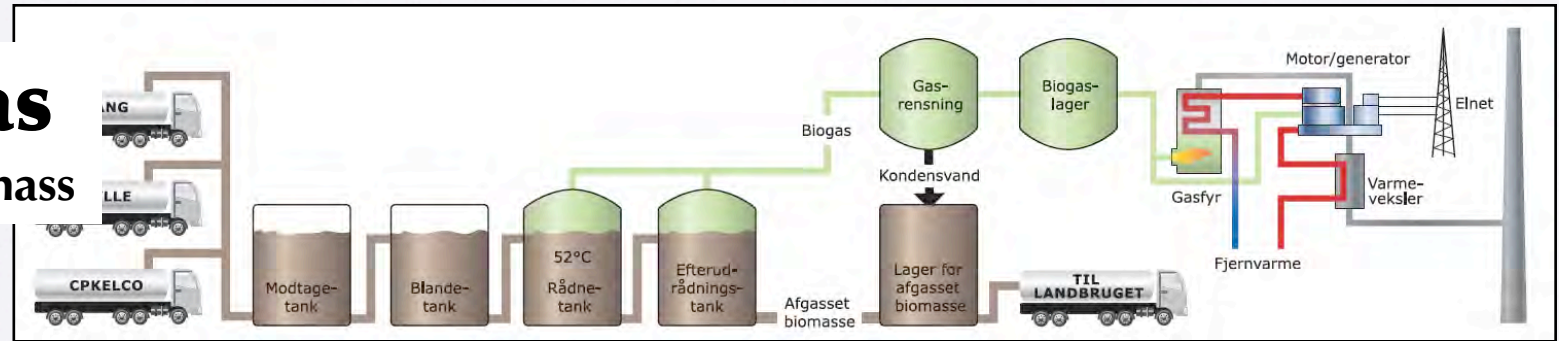 as
mass
ANG
LLE
CPKELCO
Modtage-
tank
Blande-
tank
52°C
Rådne-
tank
Efterud-
rådnings-
tank
Biogas
Afgasset
biomasse
Gas-
rensning
Kondensvand
Lager for
afgasset
biomasse
Biogas-
lager
TIL
LANDBRUGET
Gasfyr
Motor/generator
Elnet
Varme-
veksler
Fjernvarme